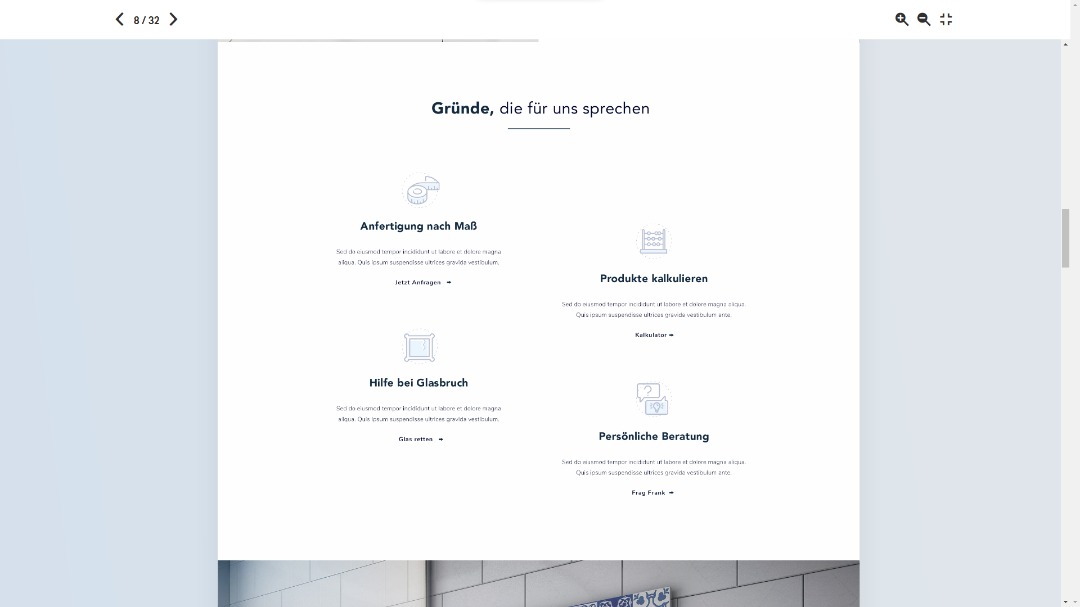 8 / 32
Gründe, die für uns sprechen
Anfertigung nach Maß
Sed do eiusmod tempor incididunt ut labore et dolore magna
aliqua. Quis ipsum suspendisse ultrices gravida vestibulum.
Jetzt Anfragen →
Produkte kalkulieren
Sed do eiusmod tempor incididunt ut labore et dolore magna aliqua.
Quis ipsum suspendisse ultrices gravida vestibulum ante.
Kalkulator →
Hilfe bei Glasbruch
Sed do eiusmod tempor incididunt ut labore et dolore magna
aliqua. Quis ipsum suspendisse ultrices gravida vestibulum.
Glas retten →
Persönliche Beratung
Sed do eiusmod tempor incididunt ut labore et dolore magna aliqua.
Quis ipsum suspendisse ultrices gravida vestibulum ante.
Frag Frank →